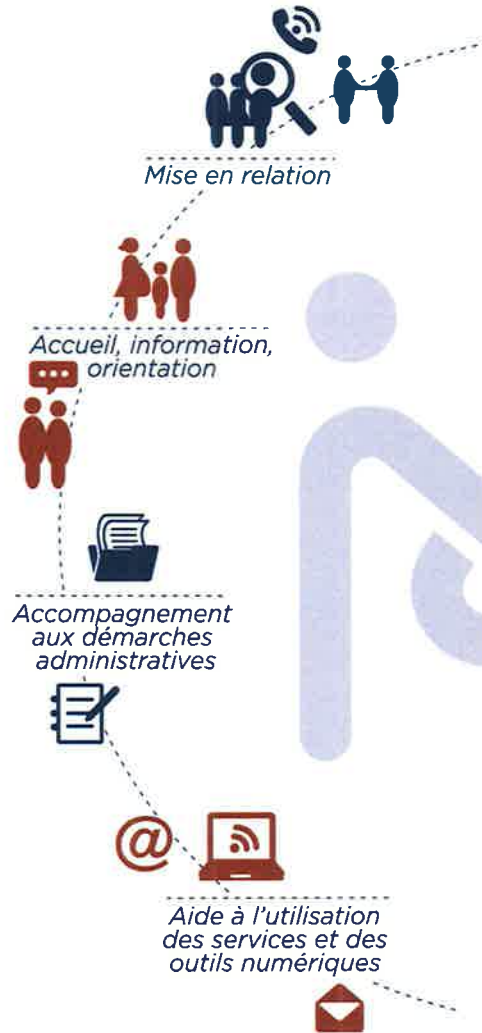 Mise en relation
Accueil, information,
orientation
Accompagnement
aux démarches
administratives
@
Aide à l'utilisation
des services et des
outils numériques